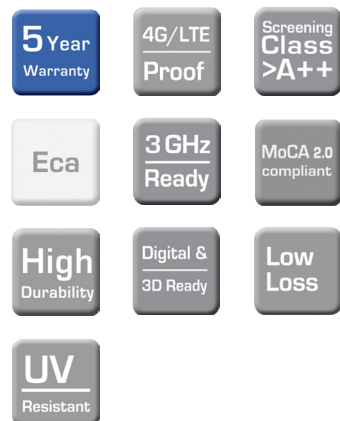 5 Year
Warranty
4G/LTE
Proof
Screening
Class
>A++
Eca
3 GHz
Ready
MoCA 2.0
compliant
High
Durability
Digital &
3D Ready
Low
Loss
UV
Resistant